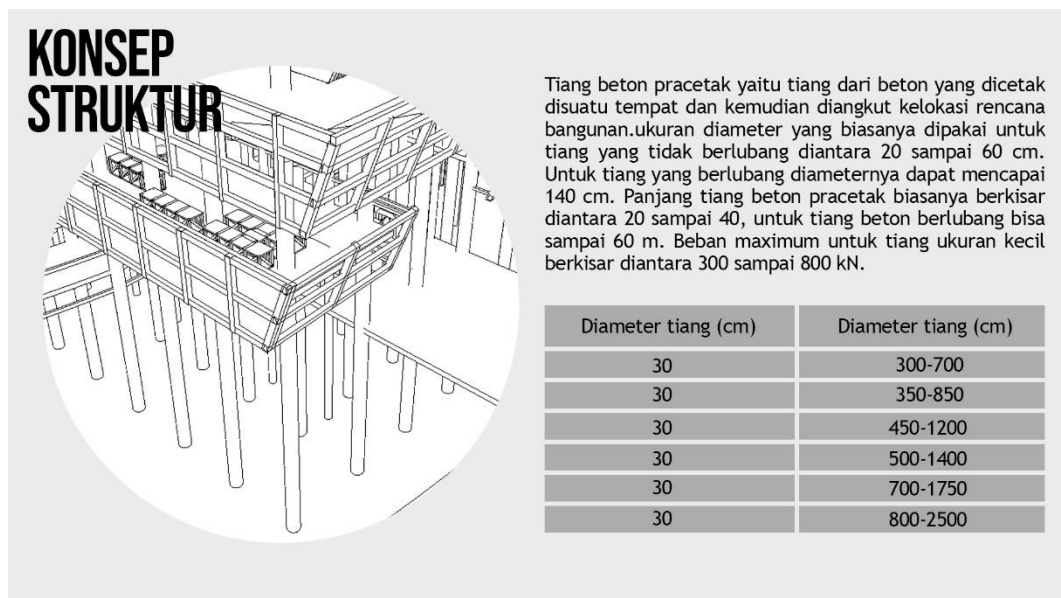 KONSEP
STRUKTUR
Tiang beton pracetak yaitu tiang dari beton yang dicetak
disuatu tempat dan kemudian diangkut kelokasi rencana
bangunan.ukuran diameter yang biasanya dipakai untuk
tiang yang tidak berlubang diantara 20 sampai 60 cm.
Untuk tiang yang berlubang diameternya dapat mencapai
140 cm. Panjang tiang beton pracetak biasanya berkisar
diantara 20 sampai 40, untuk tiang beton berlubang bisa
sampai 60 m. Beban maximum untuk tiang ukuran kecil
berkisar diantara 300 sampai 800 kN.
Diameter tiang (cm) Diameter tiang (cm)
30 300-700
30 350-850
30 450-1200
30 500-1400
30 700-1750
30 800-2500